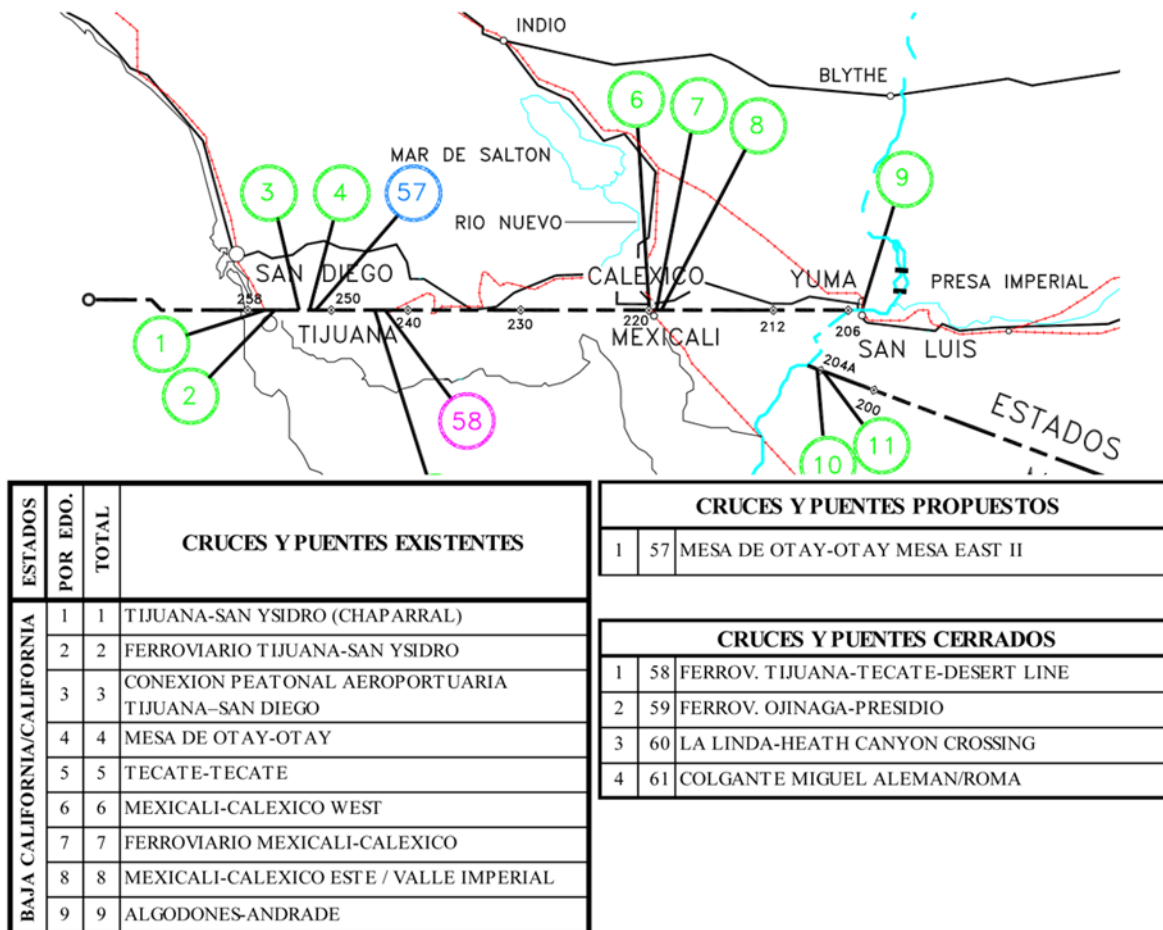 INDIO
BLYTHE
6
7
8
MAR DE SALTON
3
4
57
9
RIO NUEVO
SAN DIEGO
CALEXICO
YUMA
PRESA IMPERIAL
258
250
240
230
220
212
206
TIJUANA
MEXICALI
SAN LUIS
1
2
58
204A
200
ESTADOS
10
11
ESTADOS
POR EDO.
TOTAL
CRUCES Y PUENTES EXISTENTES
BAJA CALIFORNIA/CALIFORNIA
1 1 TIJUANA-SAN YSIDRO (CHAPARRAL)
2 2 FERROVIARIO TIJUANA-SAN YSIDRO
3 3 CONEXION PEATONAL AEROPORTUARIA
TIJUANA–SAN DIEGO
4 4 MESA DE OTAY-OTAY
5 5 TECATE-TECATE
6 6 MEXICALI-CALEXICO WEST
7 7 FERROVIARIO MEXICALI-CALEXICO
8 8 MEXICALI-CALEXICO ESTE / VALLE IMPERIAL
9 9 ALGODONES-ANDRADE
CRUCES Y PUENTES PROPUESTOS
1 57 MESA DE OTAY-OTAY MESA EAST II
CRUCES Y PUENTES CERRADOS
1 58 FERROV. TIJUANA-TECATE-DESERT LINE
2 59 FERROV. OJINAGA-PRESIDIO
3 60 LA LINDA-HEATH CANYON CROSSING
4 61 COLGANTE MIGUEL ALEMAN/ROMA